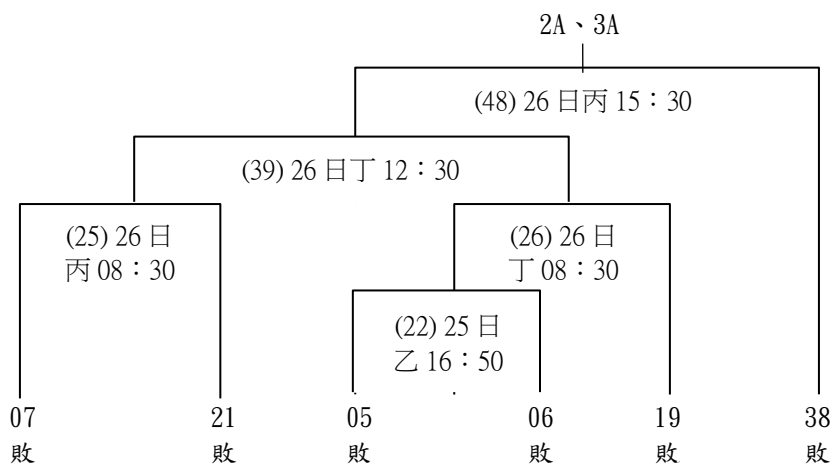 2A、3A
(48) 26 日丙 15：30
(39) 26 日丁 12：30
(25) 26 日
丙 08：30
(26) 26 日
丁 08：30
(22) 25 日
乙 16：50
07 21 05 06 19 38
敗 敗 敗 敗 敗 敗